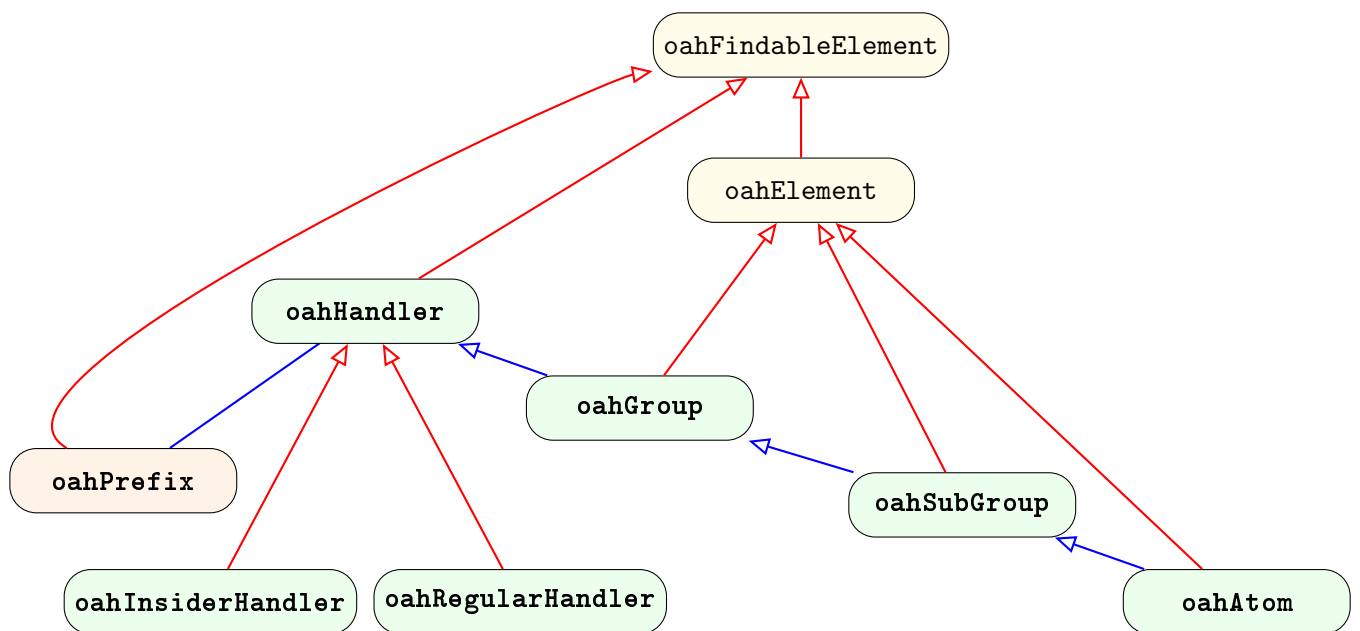 oahFindableElement
oahElement
oahHandler
oahGroup
oahPrefix
oahSubGroup
oahInsiderHandler
oahRegularHandler
oahAtom